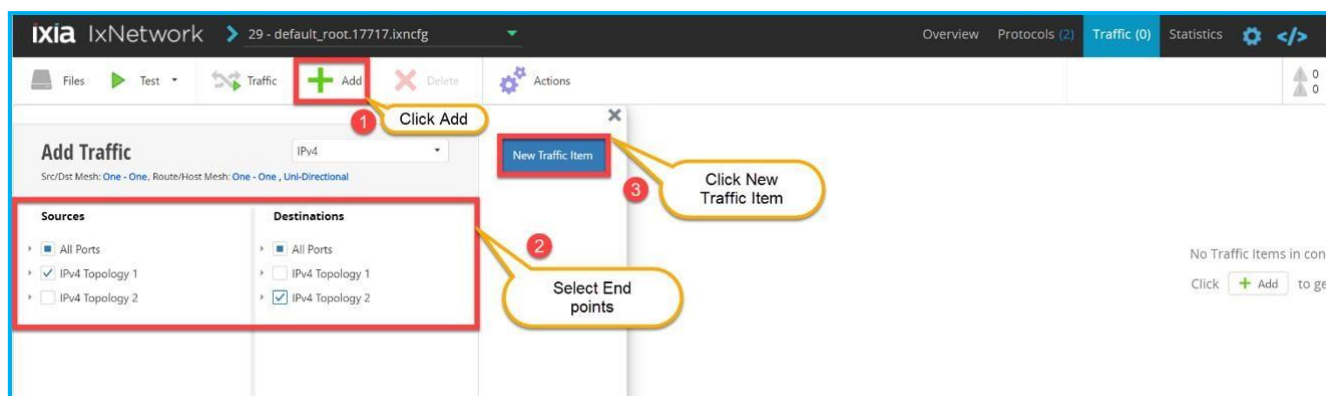 ixia IxNetwork 29 - default_root.17717.ixncfg Overview Protocols (2) Traffic (0) Statistics </>
Files Test Traffic Add Delete Actions 0
0
1 Click Add
Add Traffic IPv4 New Traffic Item
Src/Dst Mesh: One - One, Route/Host Mesh: One - One , Uni-Directional
3 Click New
Traffic Item
Sources Destinations
All Ports All Ports 2
IPv4 Topology 1 IPv4 Topology 1
IPv4 Topology 2 IPv4 Topology 2
Select End
points
No Traffic Items in con
Click Add to ge